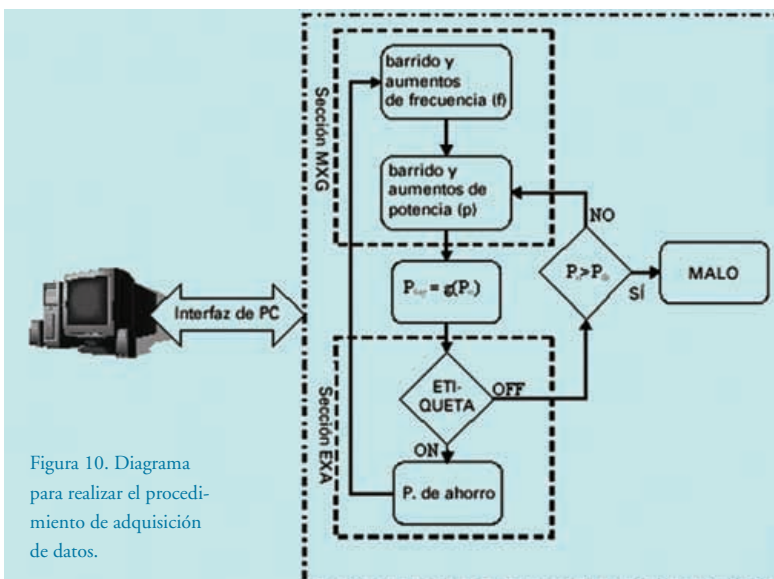 barrido y
aumentos
de frecuencia (f)
Sección MXG
barrido y
aumentos de
potencia (p)
NO
= g(P
P >P
SÍ
MALO
Interfaz de PC
ETI-
QUETA
OFF
ON
Sección EXA
P. de ahorro
Figura 10. Diagrama
para realizar el procedi-
miento de adquisición
de datos.